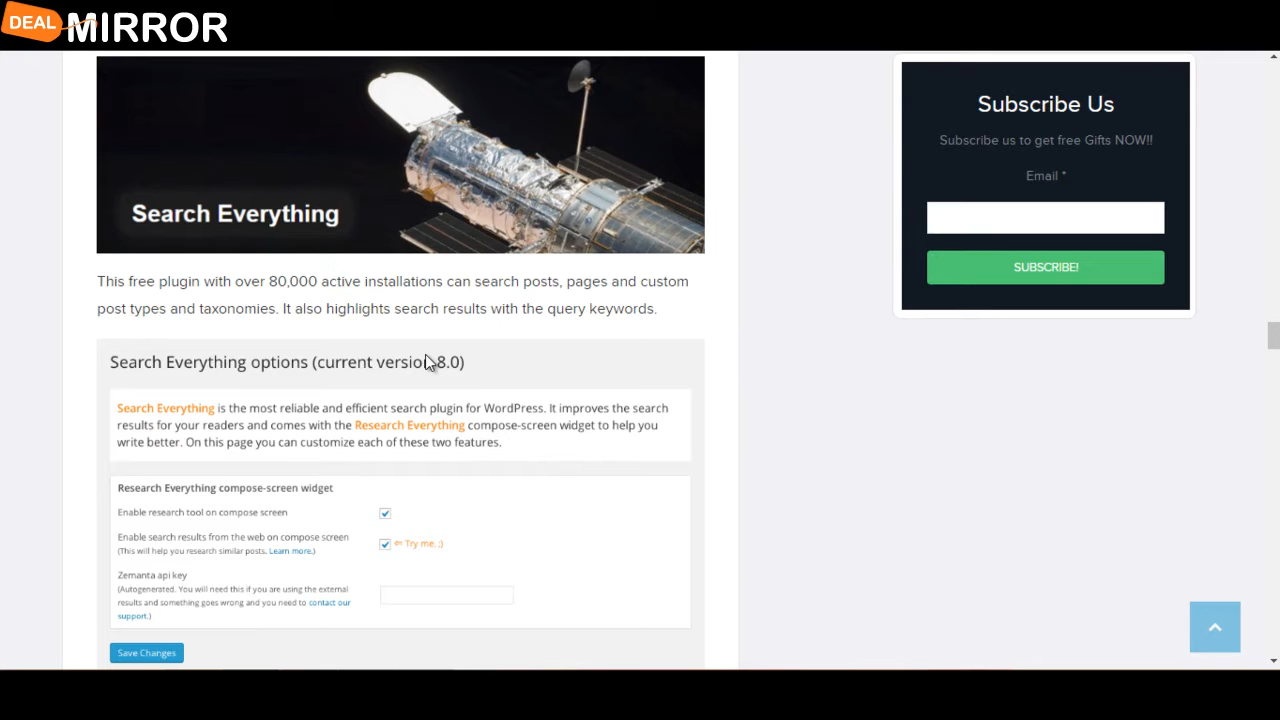 DEAL MIRROR
Search Everything
This free plugin with over 80,000 active installations can search posts, pages and custom
post types and taxonomies. It also highlights search results with the query keywords.
Search Everything options (current version 8.0)
Search Everything is the most reliable and efficient search plugin for WordPress. It improves the search
results for your readers and comes with the Research Everything compose-screen widget to help you
write better. On this page you can customize each of these two features.
Research Everything compose-screen widget
Enable research tool on compose screen
Enable search results from the web on compose screen
(This will help you research similar posts. Learn more.)
⇐ Try me. ;)
Zemanta api key
(Autogenerated. You will need this if you are using the external
results and something goes wrong and you need to contact our
support.)
Save Changes
Subscribe Us
Subscribe us to get free Gifts NOW!!
Email *
SUBSCRIBE!